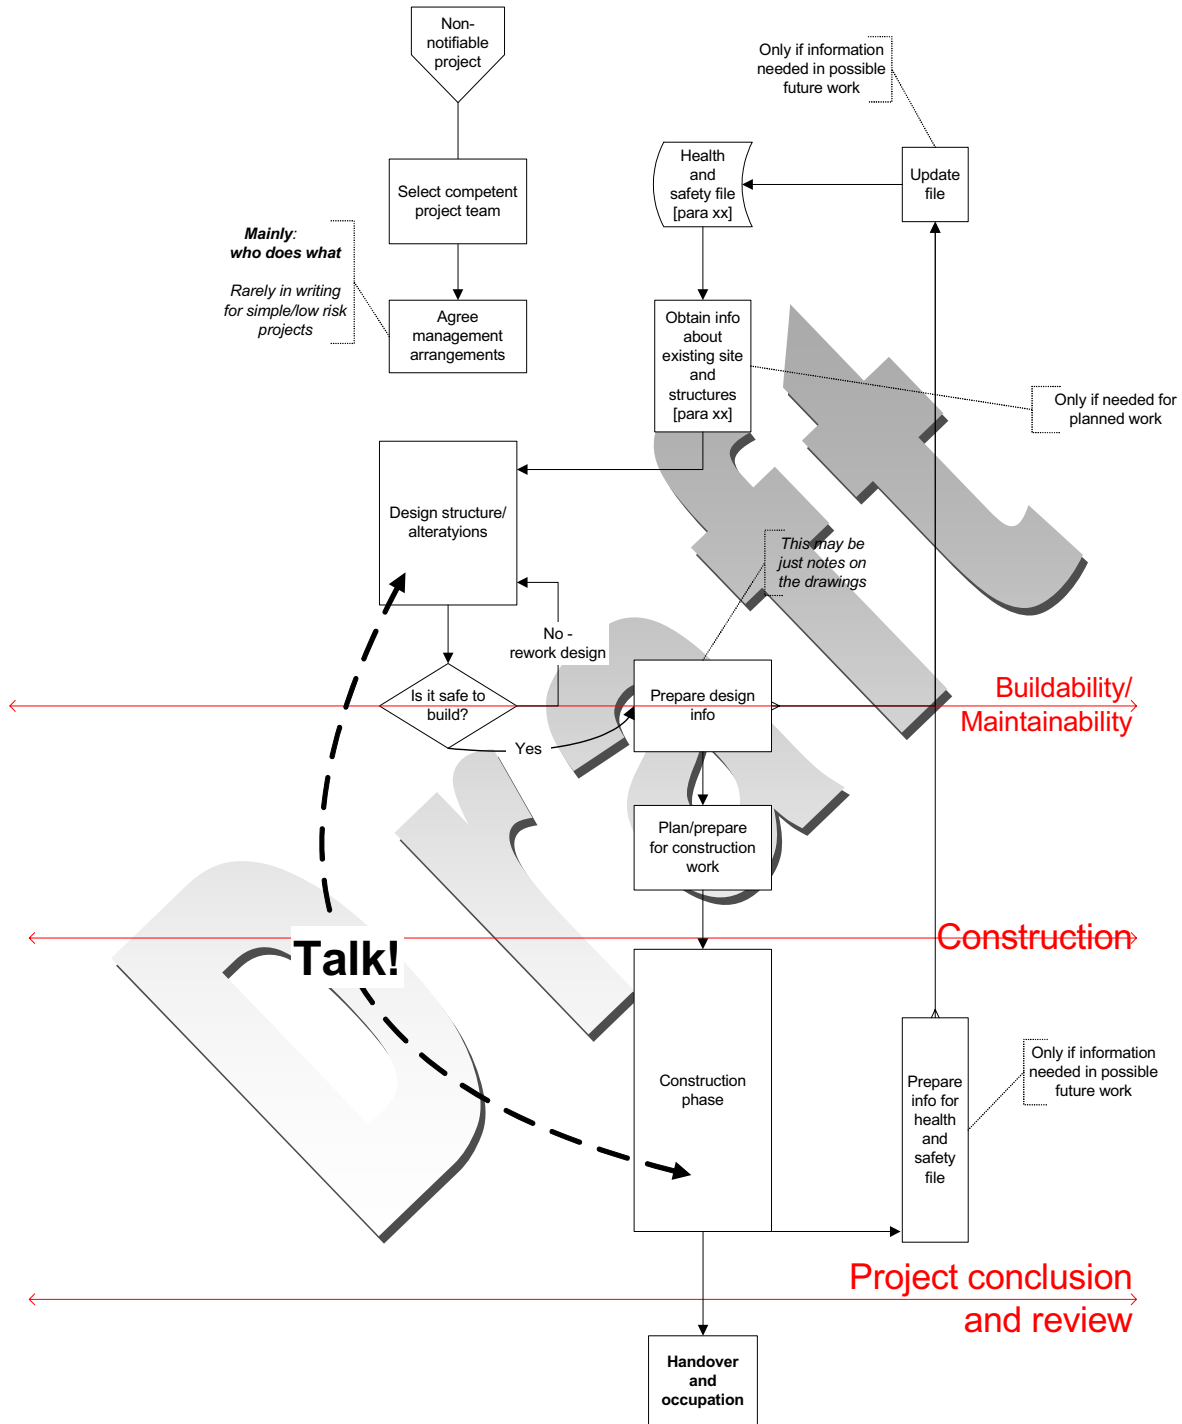 Non-
notifiable
project
Only if information
needed in possible
future work
Health
and
safety file
[para xx]
Update
file
Select competent
project team
Mainly:
who does what
Rarely in writing
for simple/low risk
projects
Agree
management
arrangements
Obtain info
about
existing site
and
structures
[para xx]
Only if needed for
planned work
Design structure/
alteratyions
This may be
just notes on
the drawings
No -
rework design
Is it safe to
build?
Yes
Prepare design
info
Buildability/
Maintainability
Plan/prepare
for construction
work
Talk!
Construction
Construction
phase
Prepare
info for
health
and
safety
file
Only if information
needed in possible
future work
Project conclusion
and review
Handover
and
occupation
Draft